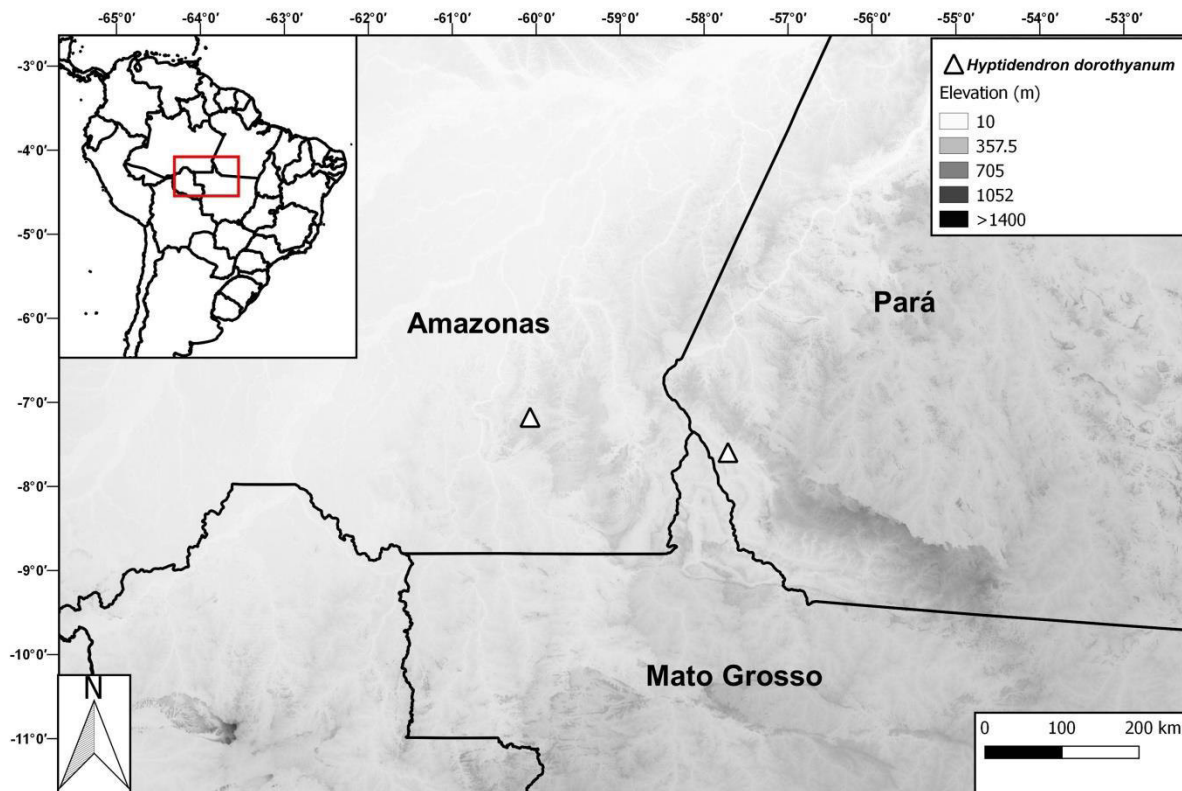 -65°0' -64°0' -63°0' -62°0' -61°0' -60°0' -59°0' -58°0' -57°0' -56°0' -55°0' -54°0' -53°0'
-3°0'
-4°0'
-5°0'
-6°0'
-7°0'
-8°0'
-9°0'
-10°0'
-11°0'
Hyptidendron dorothyanum
Elevation (m)
10
357.5
705
1052
>1400
Amazonas
Pará
Mato Grosso
N
0 100 200 km